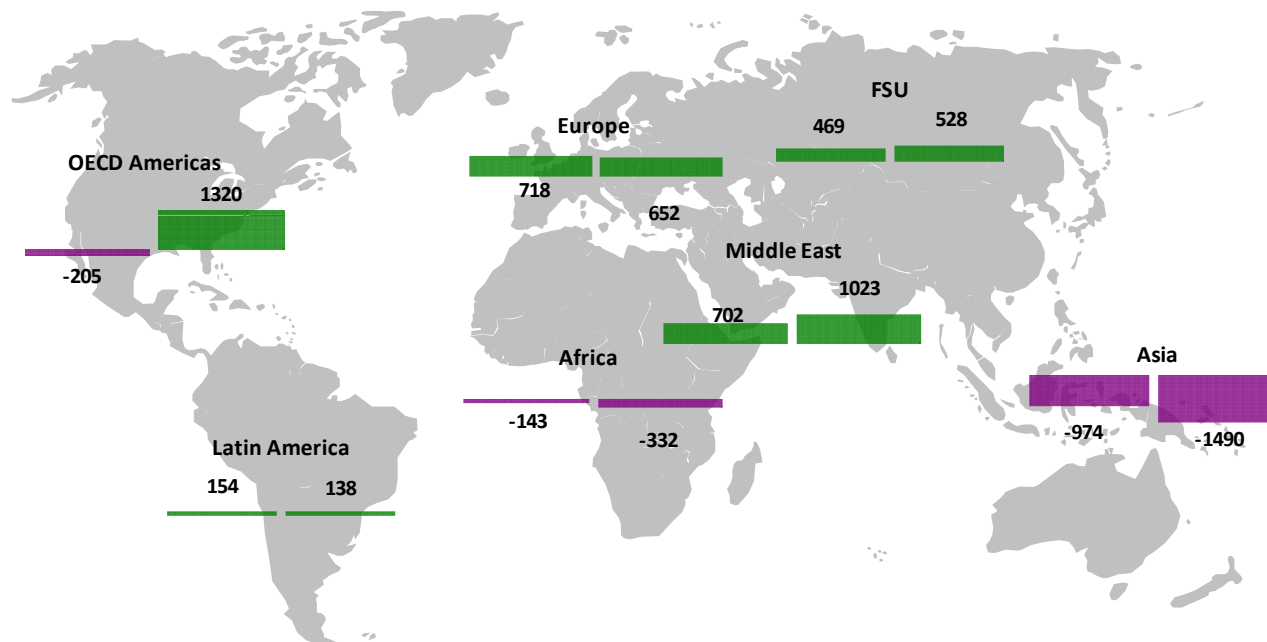 FSU
469
528
Europe
718
652
OECD Americas
1320
-205
Middle East
702
1023
Africa
-143
-332
Asia
-974
-1490
Latin America
154
138